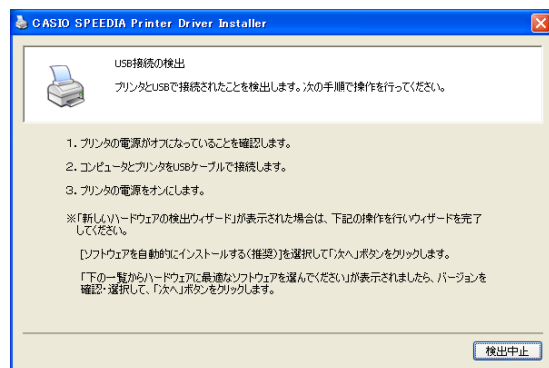 CASIO SPEEDIA Printer Driver Installer
USB接続の検出
プリンタとUSBで接続されたことを検出します。次の手順で操作を行ってください。
1. プリンタの電源がオフになっていることを確認します。
2. コンピュータとプリンタをUSBケーブルで接続します。
3. プリンタの電源をオンにします。
※「新しいハードウェアの検出ウィザード」が表示された場合は、下記の操作を行いウィザードを完了
してください。
[ソフトウェアを自動的にインストールする(推奨)]を選択して「次へ」ボタンをクリックします。
「下の一覧からハードウェアに最適なソフトウェアを選んでください」が表示されましたら、バージョンを
確認・選択して、「次へ」ボタンをクリックします。
検出中止